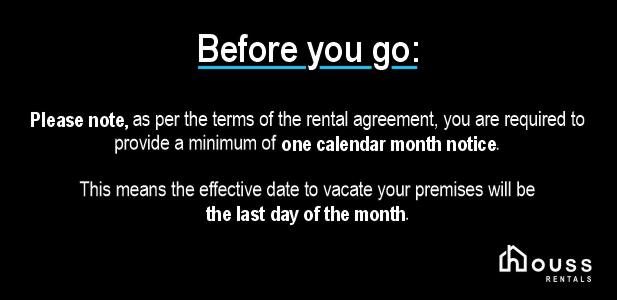 Before you go:
Please note, as per the terms of the rental agreement, you are required to
provide a minimum of one calendar month notice.
This means the effective date to vacate your premises will be
the last day of the month.
houss
RENTALS